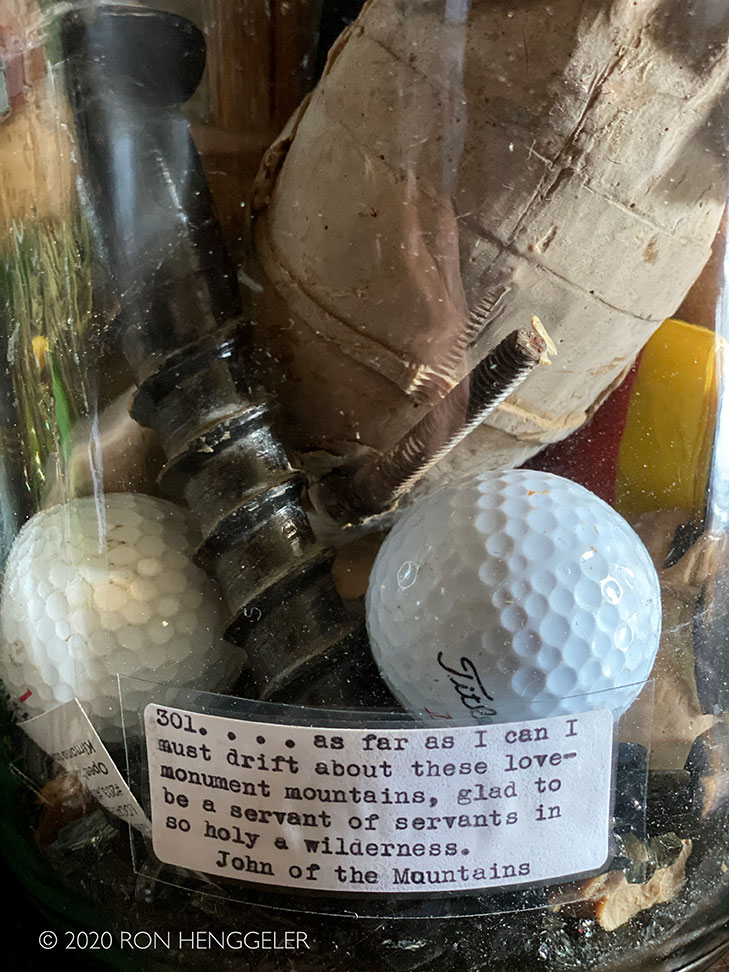 Titl
301. . . . as far as I can I
must drift about these love-
monument mountains, glad to
be a servant of servants in
so holy a wilderness.
John of the Mountains
© 2020 RON HENGGELER